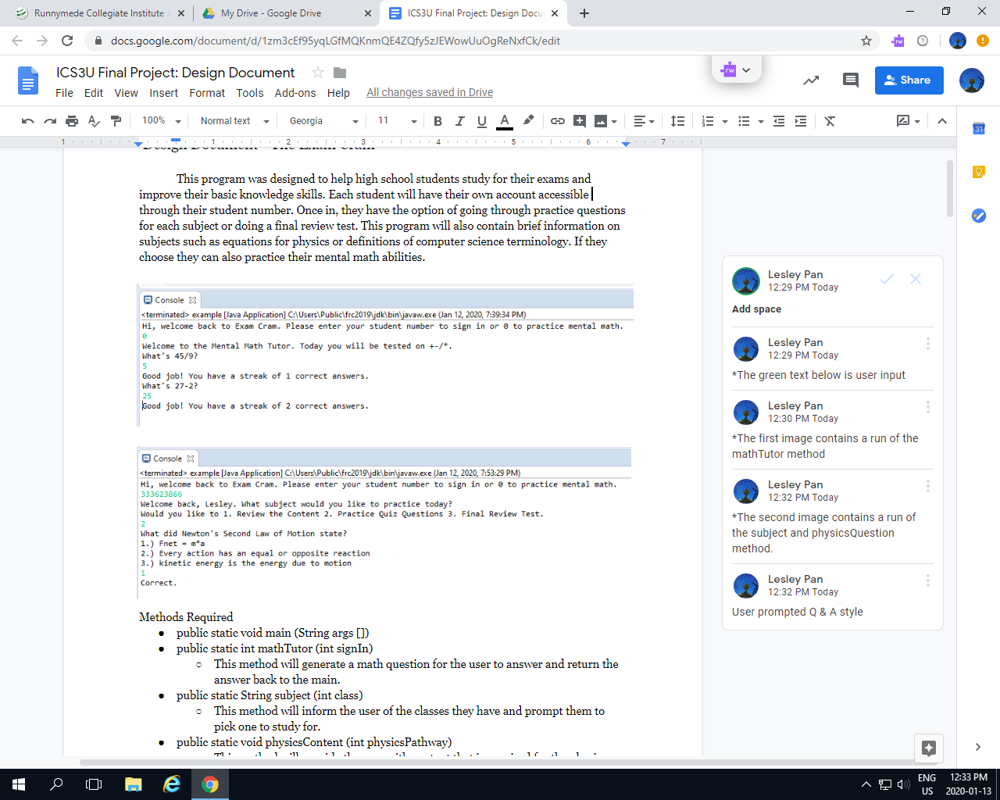 Runnymede Collegiate Institute
My Drive - Google Drive
ICS3U Final Project: Design Docu
docs.google.com/document/d/1zm3cEf95yqLGfMQKnmQE4ZQfy5zJEWowUuOgReNxfCk/edit
ICS3U Final Project: Design Document
rw
Share
File Edit View Insert Format Tools Add-ons Help All changes saved in Drive
100% Normal text Georgia 11 B I U A
1 1 2 3 4 5 6 7
31
Design Document - The Exam Cram
This program was designed to help high school students study for their exams and
improve their basic knowledge skills. Each student will have their own account accessible
through their student number. Once in, they have the option of going through practice questions
for each subject or doing a final review test. This program will also contain brief information on
subjects such as equations for physics or definitions of computer science terminology. If they
choose they can also practice their mental math abilities.
Console
<terminated> example [Java Application] C:\Users\Public\frc2019\jdk\bin\javaw.exe (Jan 12, 2020, 7:39:34 PM)
Hi, welcome back to Exam Cram. Please enter your student number to sign in or 0 to practice mental math.
0
Welcome to the Mental Math Tutor. Today you will be tested on +-/*.
What's 45/9?
5
Good job! You have a streak of 1 correct answers.
What's 27-2?
25
Good job! You have a streak of 2 correct answers.
Console
<terminated> example [Java Application] C:\Users\Public\frc2019\jdk\bin\javaw.exe (Jan 12, 2020, 7:53:29 PM)
Hi, welcome back to Exam Cram. Please enter your student number to sign in or 0 to practice mental math.
333623866
Welcome back, Lesley. What subject would you like to practice today?
Would you like to 1. Review the Content 2. Practice Quiz Questions 3. Final Review Test.
2
What did Newton's Second Law of Motion state?
1.) Fnet = m*a
2.) Every action has an equal or opposite reaction
3.) kinetic energy is the energy due to motion
1
Correct.
Methods Required
● public static void main (String args [])
● public static int mathTutor (int signIn)
○ This method will generate a math question for the user to answer and return the
answer back to the main.
● public static String subject (int class)
○ This method will inform the user of the classes they have and prompt them to
pick one to study for.
● public static void physicsContent (int physicsPathway)
Lesley Pan
12:29 PM Today
Add space
Lesley Pan
12:29 PM Today
*The green text below is user input
Lesley Pan
12:30 PM Today
*The first image contains a run of the
mathTutor method
Lesley Pan
12:32 PM Today
*The second image contains a run of
the subject and physicsQuestion
method.
Lesley Pan
12:32 PM Today
User prompted Q & A style
ENG
US
12:33 PM
2020-01-13